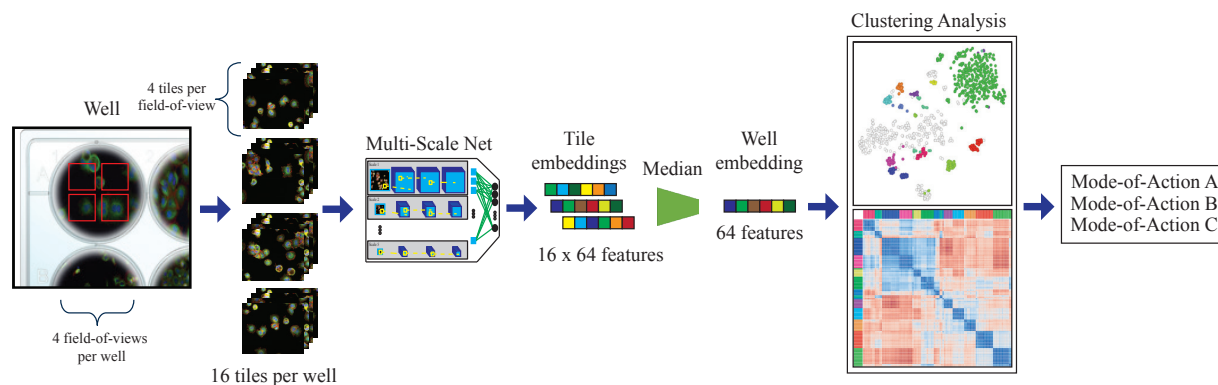 Clustering Analysis
4 tiles per
field-of-view
Well
Multi-Scale Net
Tile
embeddings
Median
Well
embedding
Mode-of-Action A
Mode-of-Action B
Mode-of-Action C
16 x 64 features
64 features
4 field-of-views
per well
16 tiles per well